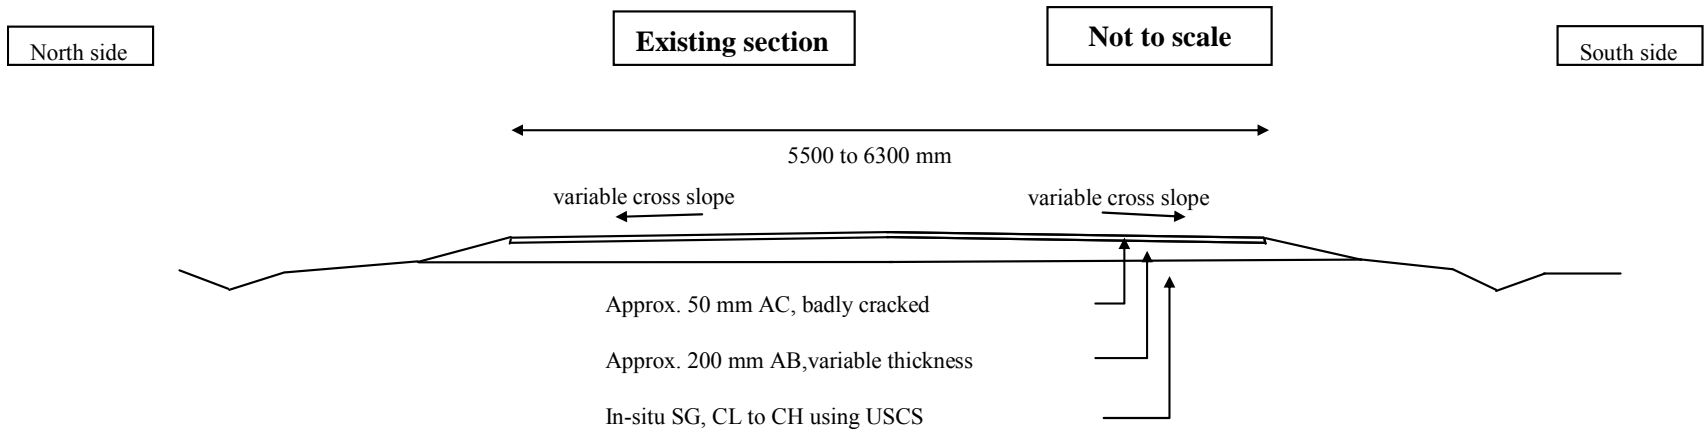 North side
Existing section
Not to scale
South side
5500 to 6300 mm
variable cross slope
variable cross slope
Approx. 50 mm AC, badly cracked
Approx. 200 mm AB,variable thickness
In-situ SG, CL to CH using USCS